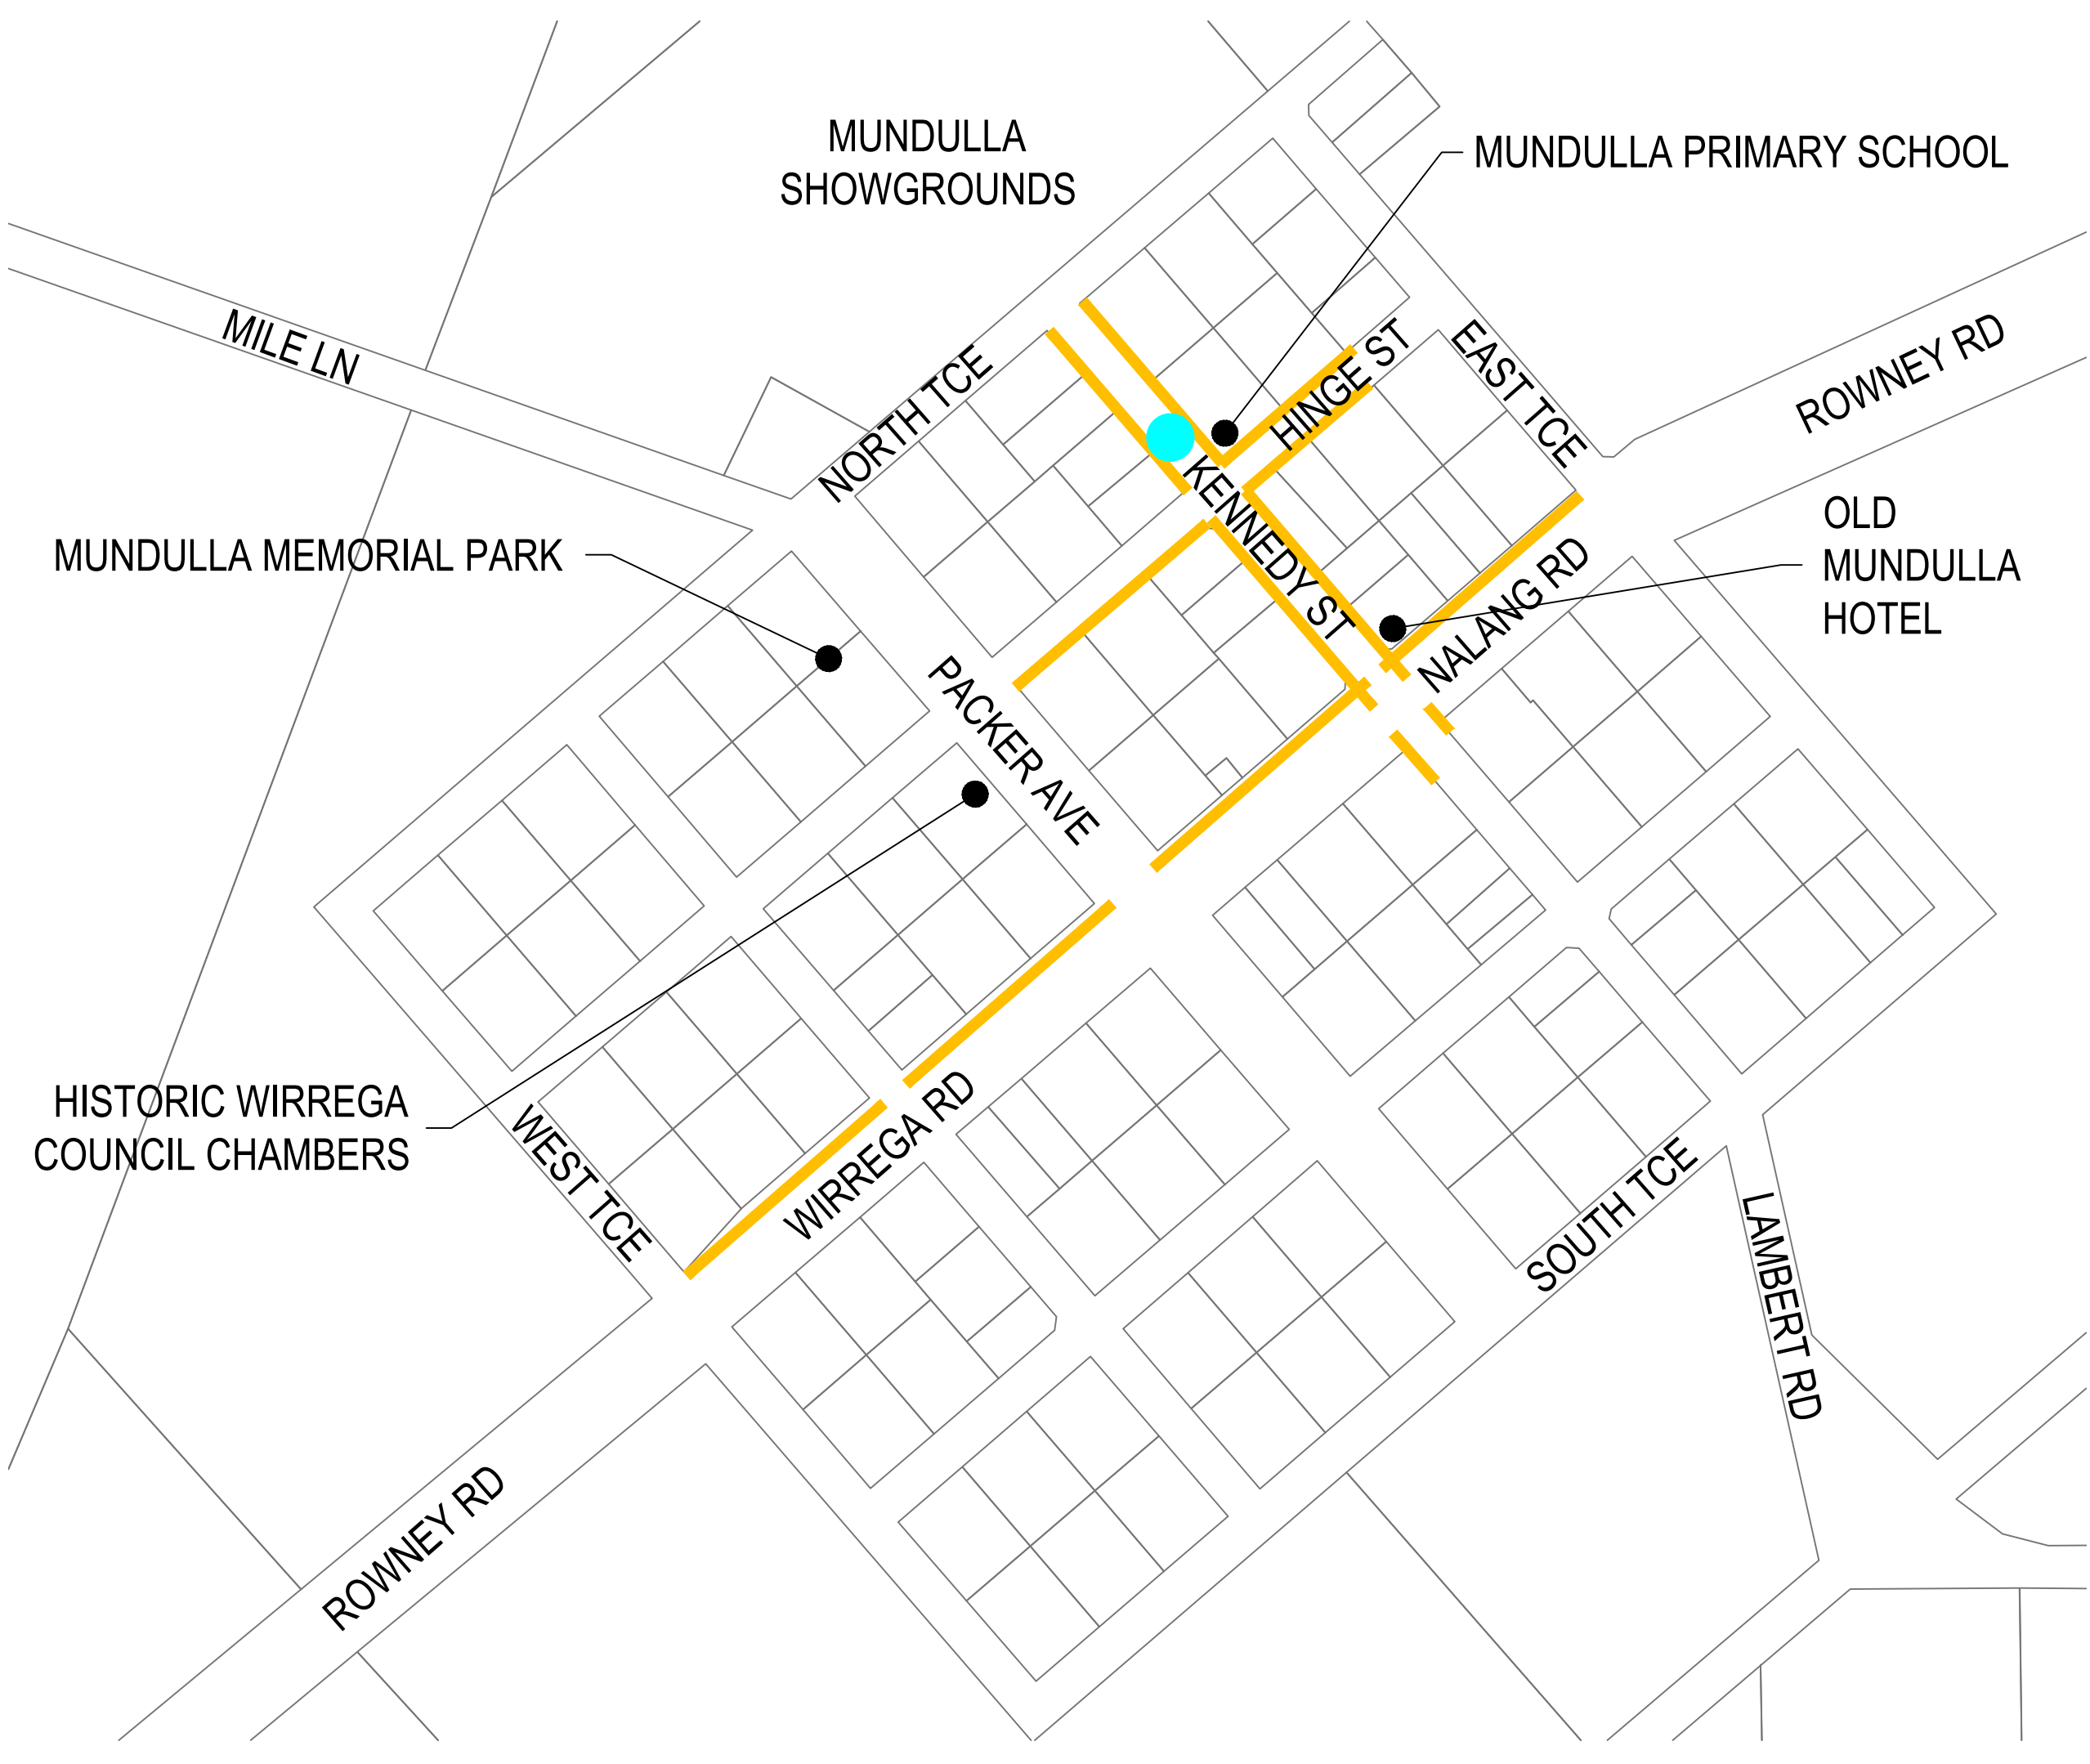 MUNDULLA
SHOWGROUNDS
MUNDULLA PRIMARY SCHOOL
MILE LN
NORTH TCE
HINGE ST
EAST TCE
ROWNEY RD
MUNDULLA MEMORIAL PARK
KENNEDY ST
OLD
MUNDULLA
HOTEL
NALANG RD
PACKER AVE
HISTORIC WIRREGA
COUNCIL CHAMBERS
WEST TCE
WIRREGA RD
SOUTH TCE
LAMBERT RD
ROWNEY RD